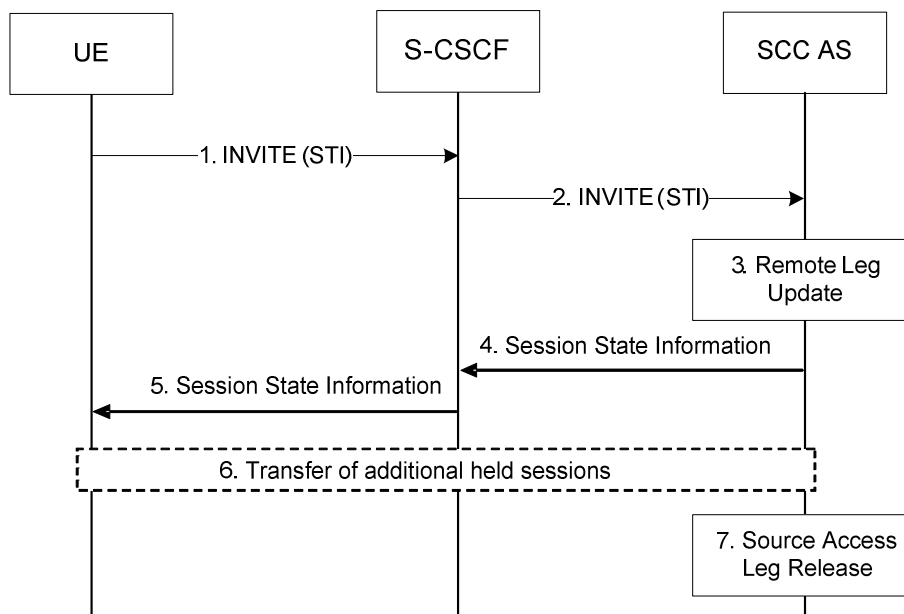 UE
S-CSCF
SCC AS
1. INVITE (STI)
2. INVITE (STI)
3. Remote Leg
Update
4. Session State Information
5. Session State Information
6. Transfer of additional held sessions
7. Source Access
Leg Release